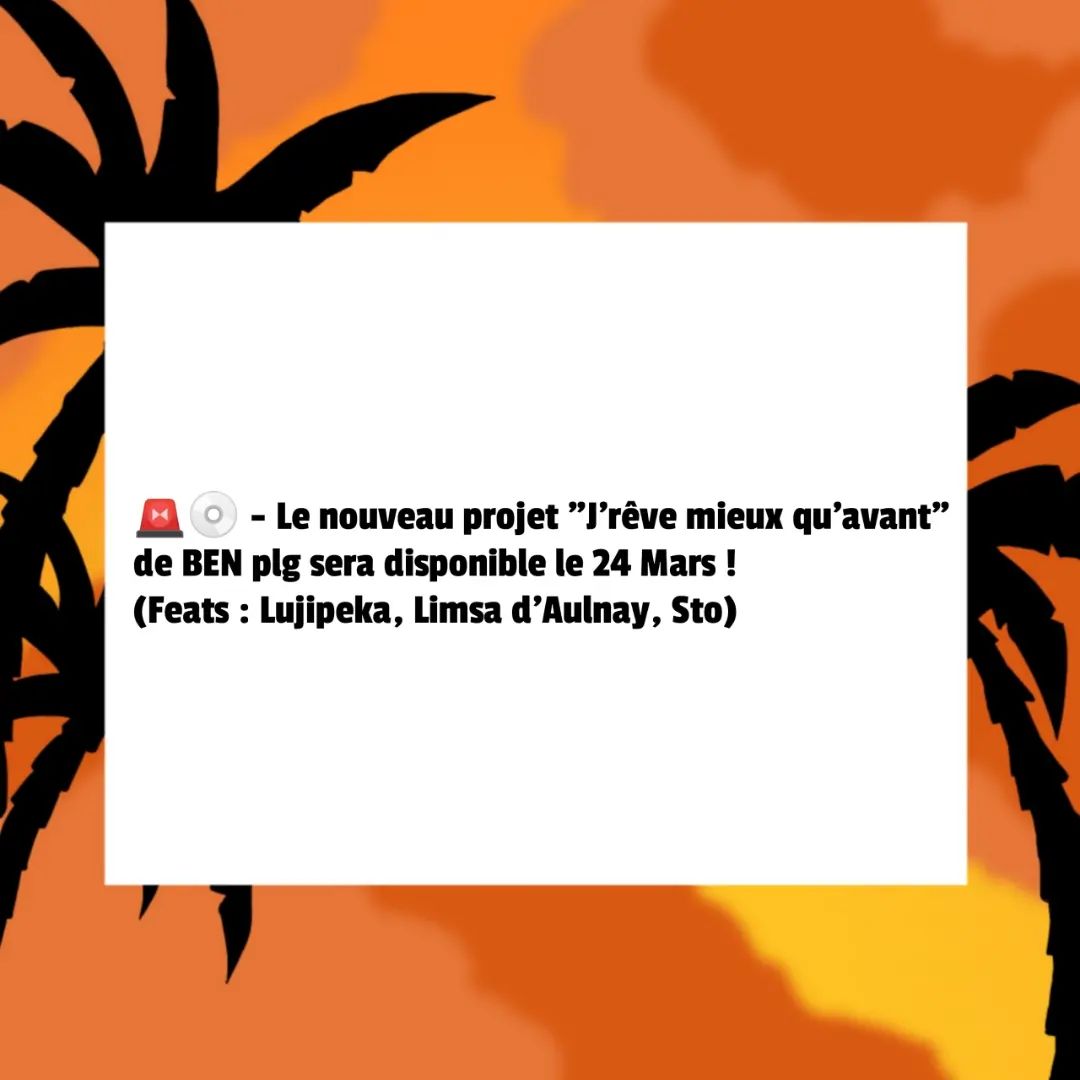 🚨💿 - Le nouveau projet ”J’rêve mieux qu’avant”
de BEN plg sera disponible le 24 Mars !
(Feats : Lujipeka, Limsa d’Aulnay, Sto)